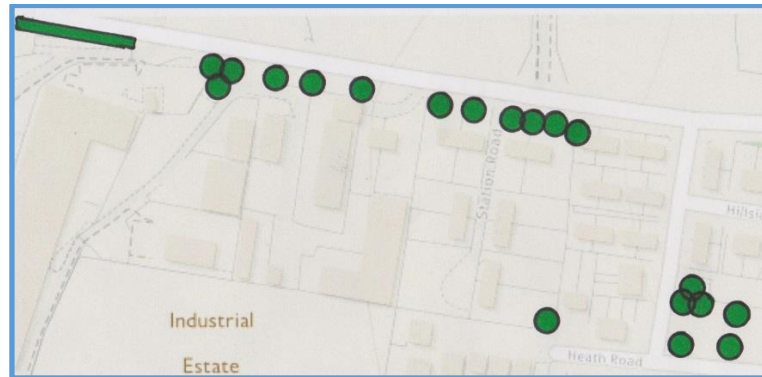 Station Road
Hillsi
Industrial
Estate
Heath Road